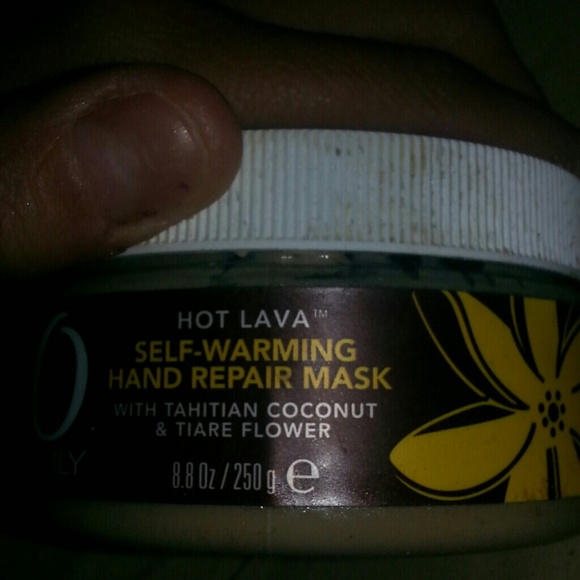 HOT LAVA™
SELF-WARMING
HAND REPAIR MASK
WITH TAHITIAN COCONUT
& TIARE FLOWER
8.8 Oz / 250 g e